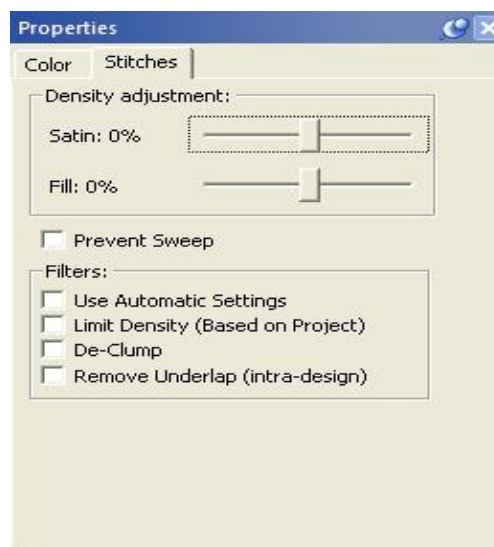 Properties
Color Stitches
Density adjustment:
Satin: 0%
Fill: 0%
Prevent Sweep
Filters:
Use Automatic Settings
Limit Density (Based on Project)
De-Clump
Remove Underlap (intra-design)